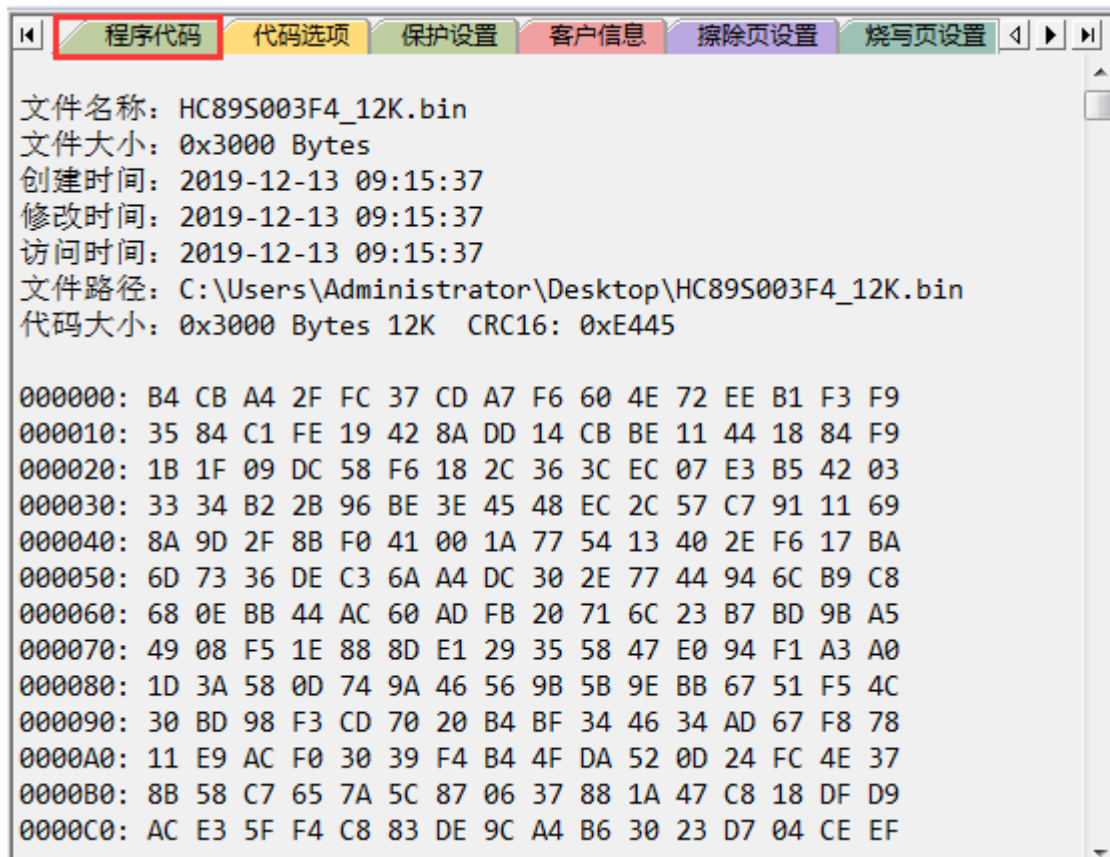 程序代码 代码选项 保护设置 客户信息 擦除页设置 烧写页设置
文件名称: HC89S003F4_12K.bin
文件大小: 0x3000 Bytes
创建时间: 2019-12-13 09:15:37
修改时间: 2019-12-13 09:15:37
访问时间: 2019-12-13 09:15:37
文件路径: C:\Users\Administrator\Desktop\HC89S003F4_12K.bin
代码大小: 0x3000 Bytes 12K  CRC16: 0xE445
000000: B4 CB A4 2F FC 37 CD A7 F6 60 4E 72 EE B1 F3 F9
000010: 35 84 C1 FE 19 42 8A DD 14 CB BE 11 44 18 84 F9
000020: 1B 1F 09 DC 58 F6 18 2C 36 3C EC 07 E3 B5 42 03
000030: 33 34 B2 2B 96 BE 3E 45 48 EC 2C 57 C7 91 11 69
000040: 8A 9D 2F 8B F0 41 00 1A 77 54 13 40 2E F6 17 BA
000050: 6D 73 36 DE C3 6A A4 DC 30 2E 77 44 94 6C B9 C8
000060: 68 0E BB 44 AC 60 AD FB 20 71 6C 23 B7 BD 9B A5
000070: 49 08 F5 1E 88 8D E1 29 35 58 47 E0 94 F1 A3 A0
000080: 1D 3A 58 0D 74 9A 46 56 9B 5B 9E BB 67 51 F5 4C
000090: 30 BD 98 F3 CD 70 20 B4 BF 34 46 34 AD 67 F8 78
0000A0: 11 E9 AC F0 30 39 F4 B4 4F DA 52 0D 24 FC 4E 37
0000B0: 8B 58 C7 65 7A 5C 87 06 37 88 1A 47 C8 18 DF D9
0000C0: AC E3 5F F4 C8 83 DE 9C A4 B6 30 23 D7 04 CE EF